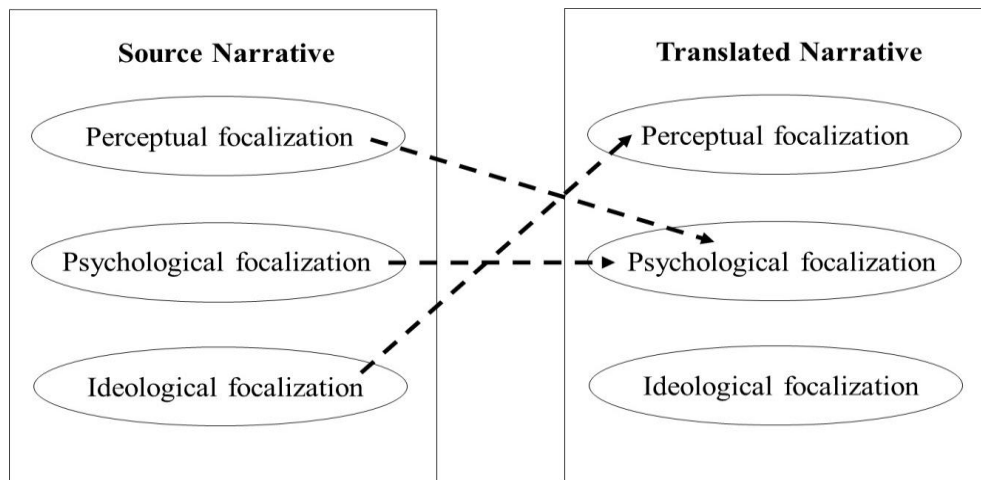 Source Narrative
Perceptual focalization
Psychological focalization
Ideological focalization
Translated Narrative
Perceptual focalization
Psychological focalization
Ideological focalization